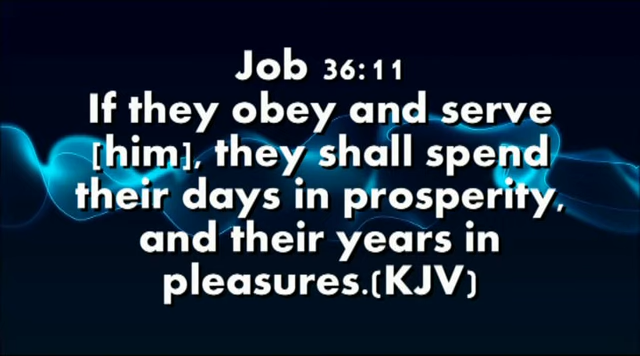 Job 36:11
If they obey and serve
[him], they shall spend
their days in prosperity,
and their years in
pleasures.(KJV)